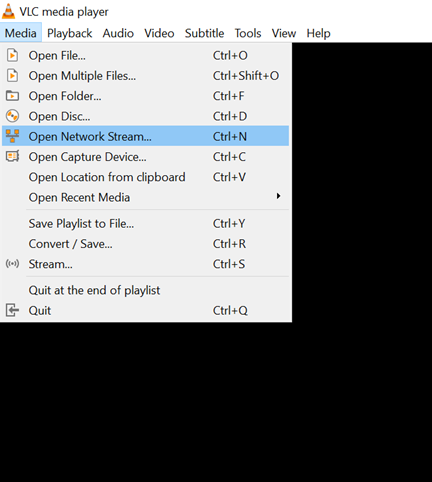 VLC media player
Media Playback Audio Video Subtitle Tools View Help
Open File... Ctrl+O
Open Multiple Files... Ctrl+Shift+O
Open Folder... Ctrl+F
Open Disc... Ctrl+D
Open Network Stream... Ctrl+N
Open Capture Device... Ctrl+C
Open Location from clipboard Ctrl+V
Open Recent Media
Save Playlist to File... Ctrl+Y
Convert / Save... Ctrl+R
Stream... Ctrl+S
Quit at the end of playlist
Quit Ctrl+Q